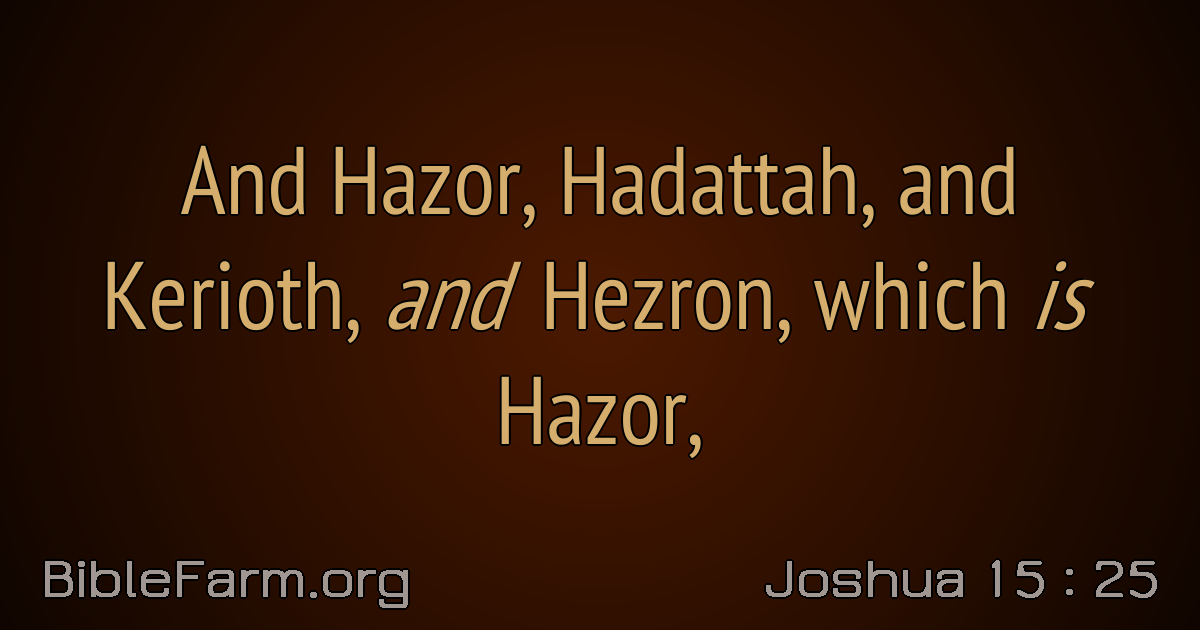 And Hazor, Hadattah, and
Kerioth, and Hezron, which is
Hazor,
BibleFarm.org
Joshua 15 : 25